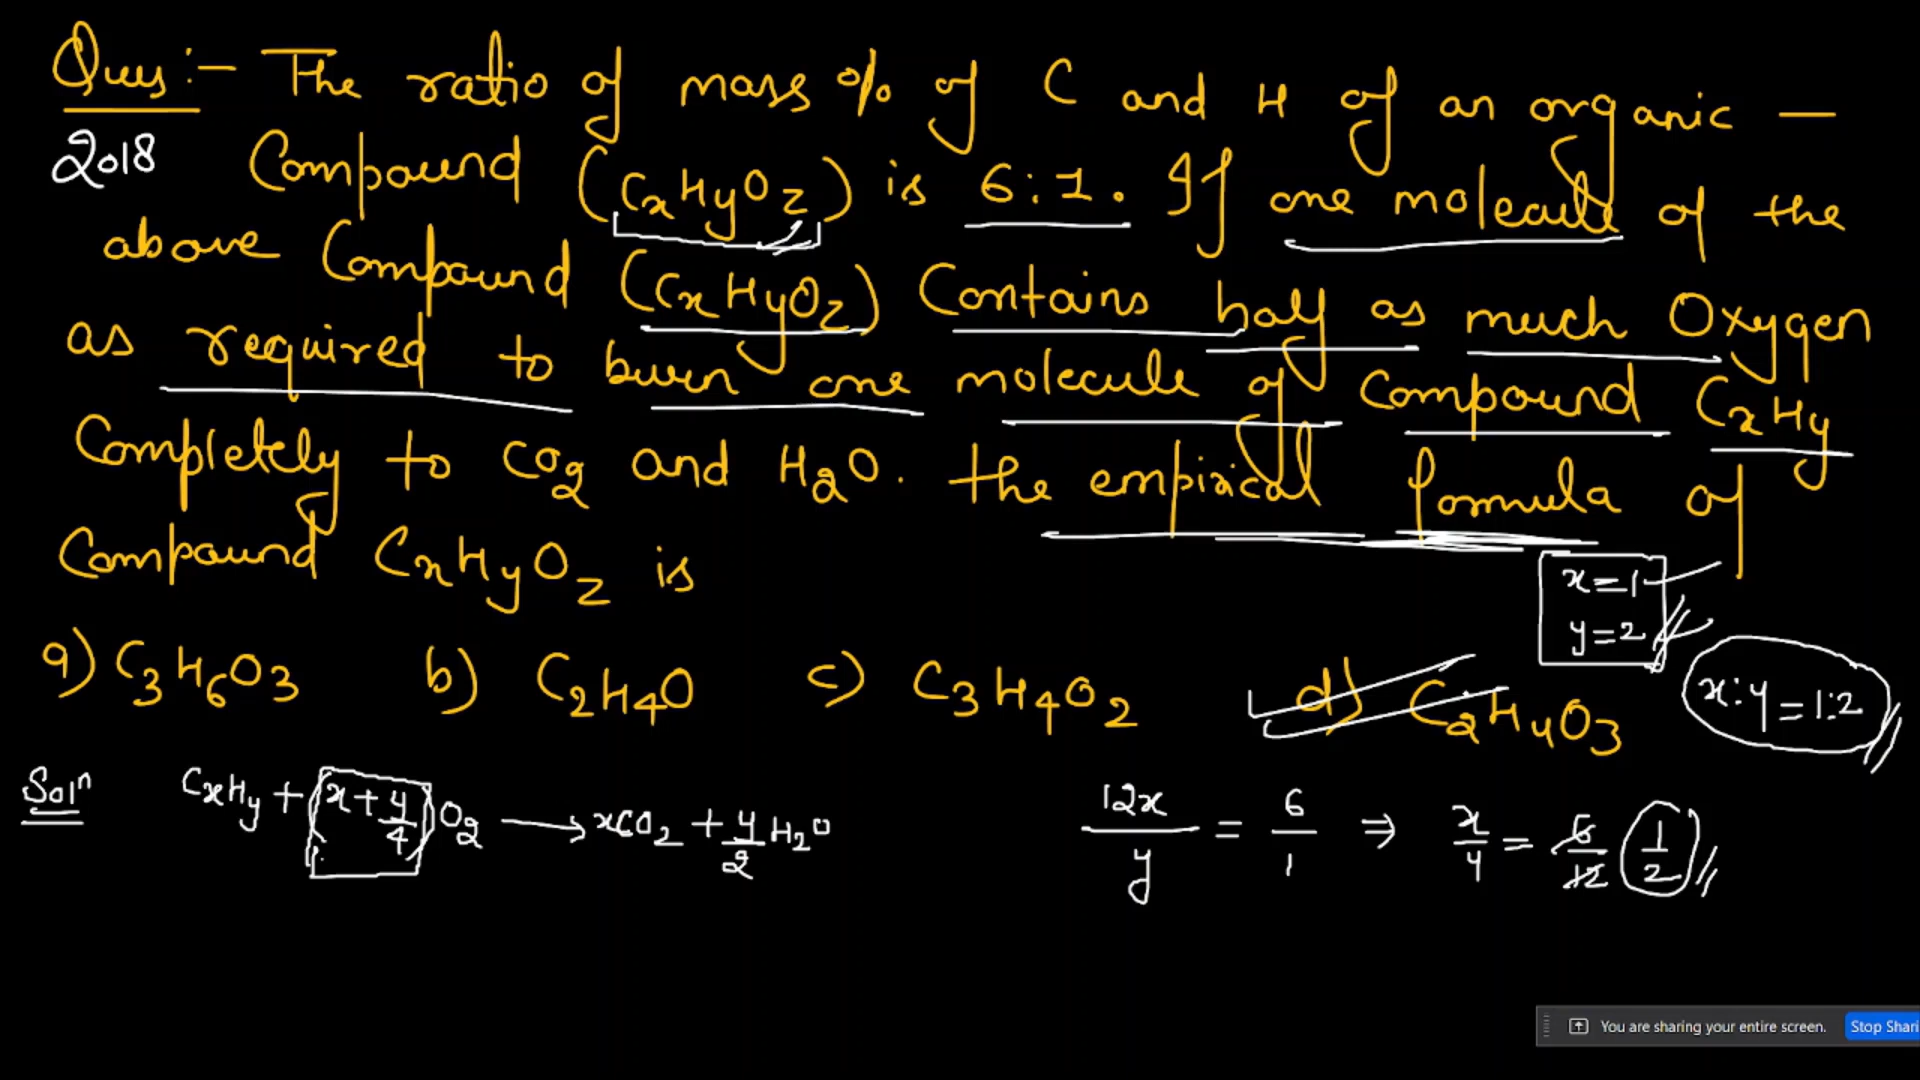 Ques:- The ratio of mass % of C and H of an organic -
2018 Compound (CxHyOz) is 6:1. If one molecule of the
above Compound (CxHyOz) Contains half as much Oxygen
as required to burn one molecule of Compound CxHy
Completely to CO2 and H2O. the empirical formula of
Compound CxHyOz is
x=1
y=2
a) C3H6O3 b) C2H4O c) C3H4O2 d) C2H4O3
x:y=1:2
Soln CxHy + (x+y/4)O2 → xCO2 + y/2 H2O 12x/y = 6/1 ⇒ x/y = 6/12 1/2
You are sharing your entire screen. Stop Shari